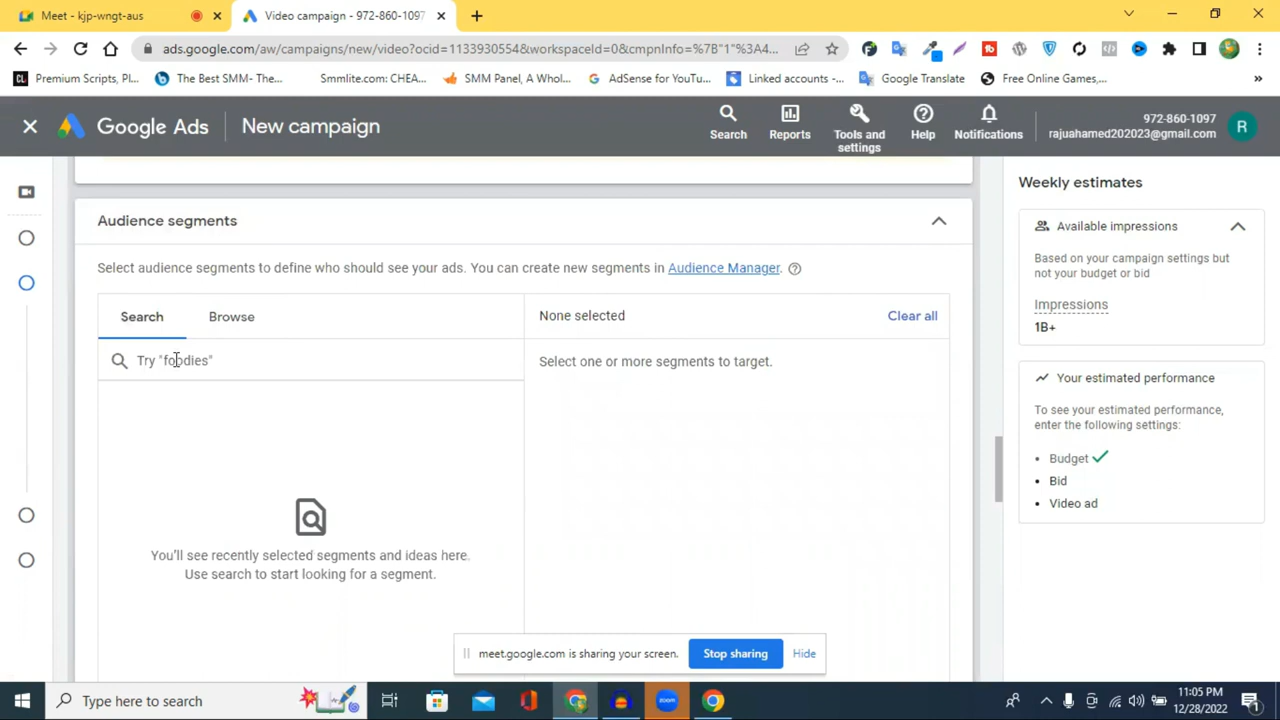 Meet - kjp-wngt-aus
Video campaign - 972-860-1097
ads.google.com/aw/campaigns/new/video?ocid=1133930554&workspaceId=0&cmpnInfo=%7B"1"%3A4...
Premium Scripts, Pl...
The Best SMM- The...
Smmlite.com: CHEA...
SMM Panel, A Whol...
AdSense for YouTu...
Linked accounts -...
Google Translate
Free Online Games,...
Google Ads
New campaign
Search
Reports
Tools and settings
Help
Notifications
972-860-1097
rajuahamed202023@gmail.com
R
Audience segments
Select audience segments to define who should see your ads. You can create new segments in Audience Manager.
Search
Browse
None selected
Clear all
Try "foodies"
Select one or more segments to target.
You'll see recently selected segments and ideas here.
Use search to start looking for a segment.
Weekly estimates
Available impressions
Based on your campaign settings but
not your budget or bid
Impressions
1B+
Your estimated performance
To see your estimated performance,
enter the following settings:
• Budget
• Bid
• Video ad
meet.google.com is sharing your screen.
Stop sharing
Hide
Type here to search
zoom
11:05 PM
12/28/2022
1